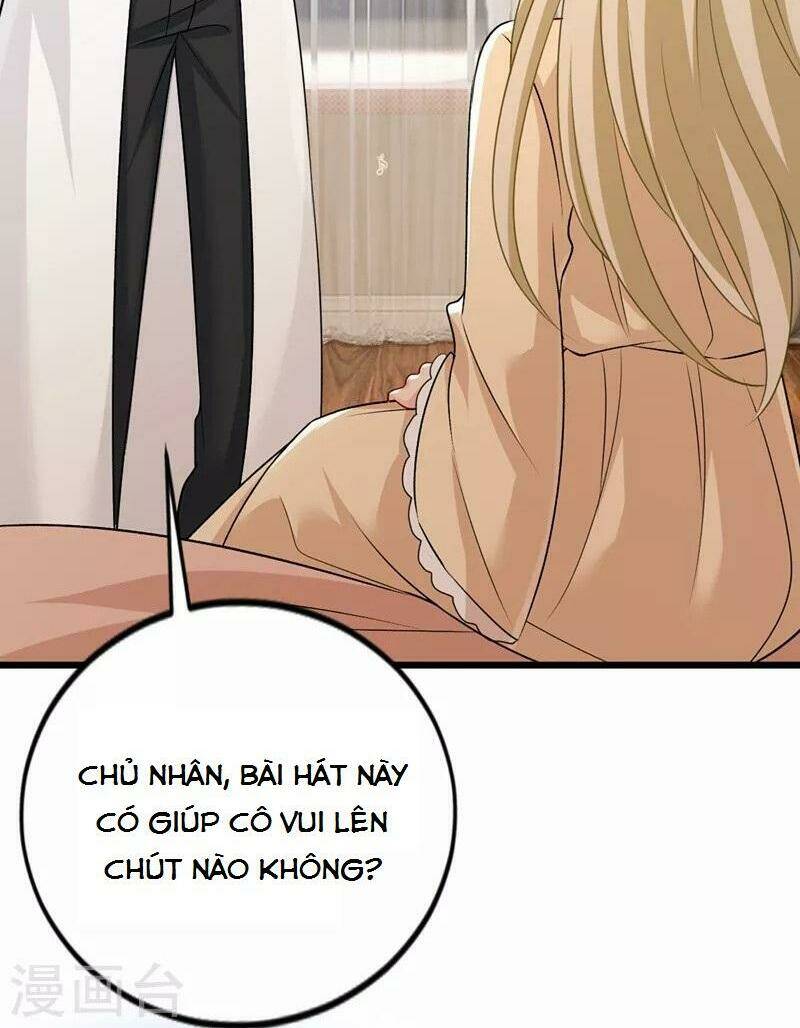 CHỦ NHÂN, BÀI HÁT NÀY
CÓ GIÚP CÔ VUI LÊN
CHÚT NÀO KHÔNG?
漫画台